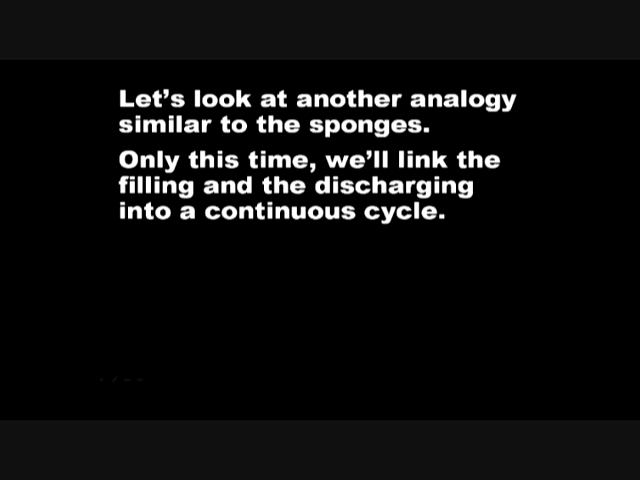 Let's look at another analogy
similar to the sponges.
Only this time, we'll link the
filling and the discharging
into a continuous cycle.